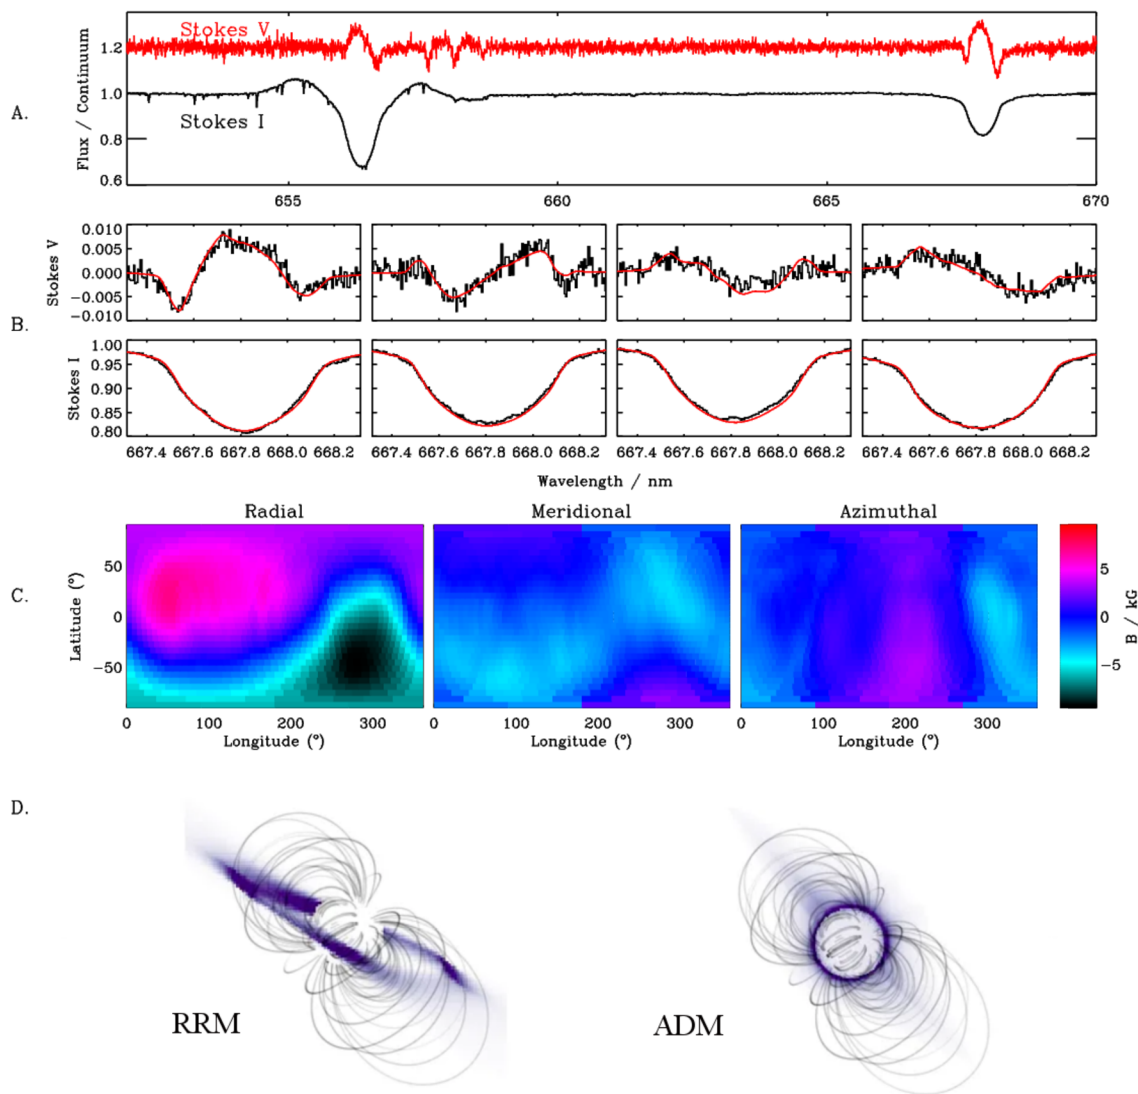 A.
Flux / Continuum
1.2
1.0
0.8
0.6
Stokes V
Stokes I
655 660 665 670
B.
Stokes V
0.010
0.005
0.000
−0.005
−0.010
Stokes I
1.00
0.95
0.90
0.85
0.80
667.4 667.6 667.8 668.0 668.2 667.4 667.6 667.8 668.0 668.2 667.4 667.6 667.8 668.0 668.2 667.4 667.6 667.8 668.0 668.2
Wavelength / nm
C.
Radial Meridional Azimuthal
Latitude (°)
50
0
−50
0 100 200 300 0 100 200 300 0 100 200 300
Longitude (°) Longitude (°) Longitude (°)
5
0
−5
B / kG
D.
RRM ADM